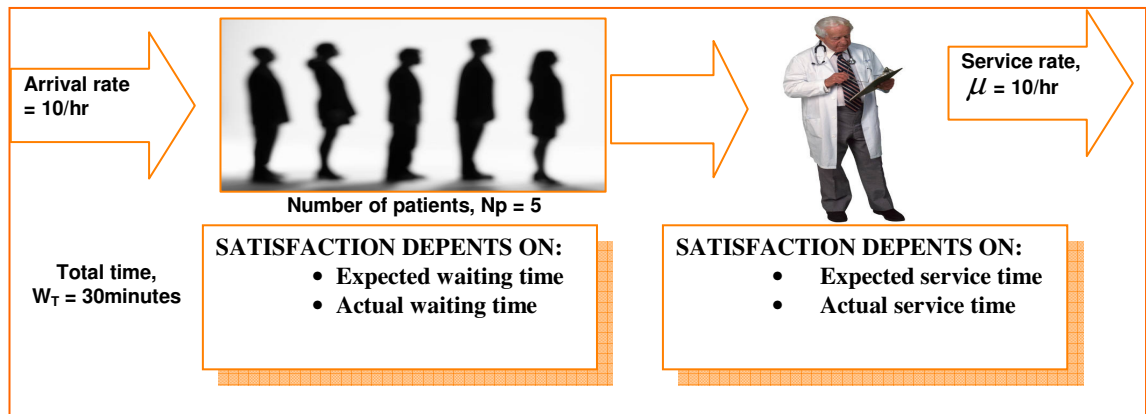 Arrival rate
= 10/hr
Service rate,
μ = 10/hr
Number of patients, Np = 5
Total time,
W_T = 30minutes
SATISFACTION DEPENTS ON:
• Expected waiting time
• Actual waiting time
SATISFACTION DEPENTS ON:
• Expected service time
• Actual service time